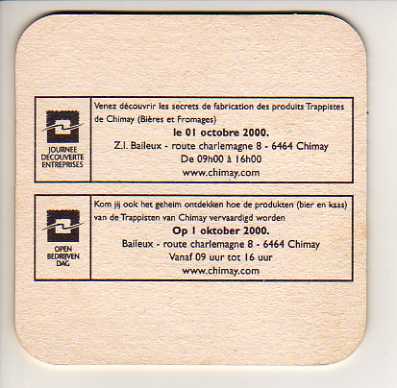 Venez découvrir les secrets de fabrication des produits Trappistes
de Chimay (Bières et Fromages)
le 01 octobre 2000.
Z.I. Baileux - route charlemagne 8 - 6464 Chimay
De 09h00 à 16h00
www.chimay.com
JOURNEE
DECOUVERTE
ENTREPRISES
Kom jij ook het geheim ontdekken hoe de produkten (bier en kaas)
van de Trappisten van Chimay vervaardigd worden
Op 1 oktober 2000.
Baileux - route charlemagne 8 - 6464 Chimay
Vanaf 09 uur tot 16 uur
www.chimay.com
OPEN
BEDRIJVEN
DAG